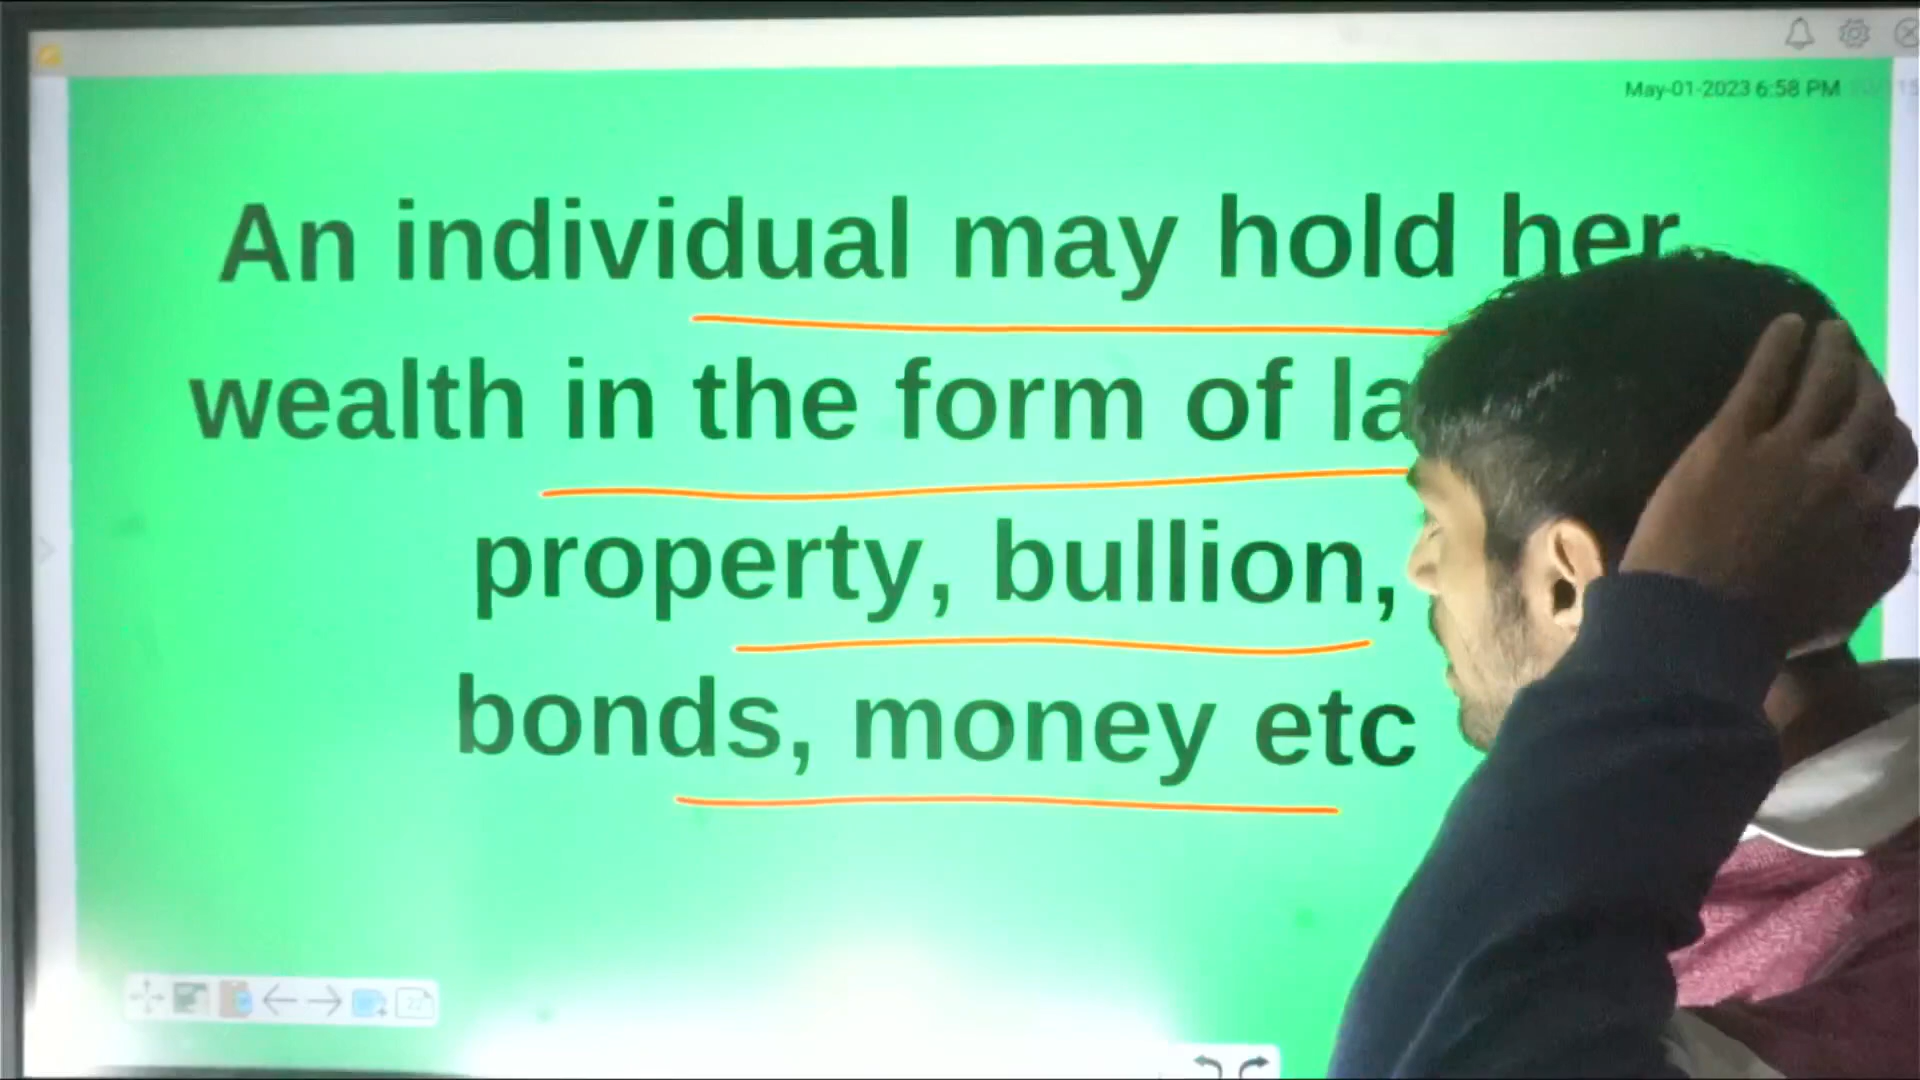 May-01-2023 6:58 PM
An individual may hold her
wealth in the form of
property, bullion,
bonds, money etc